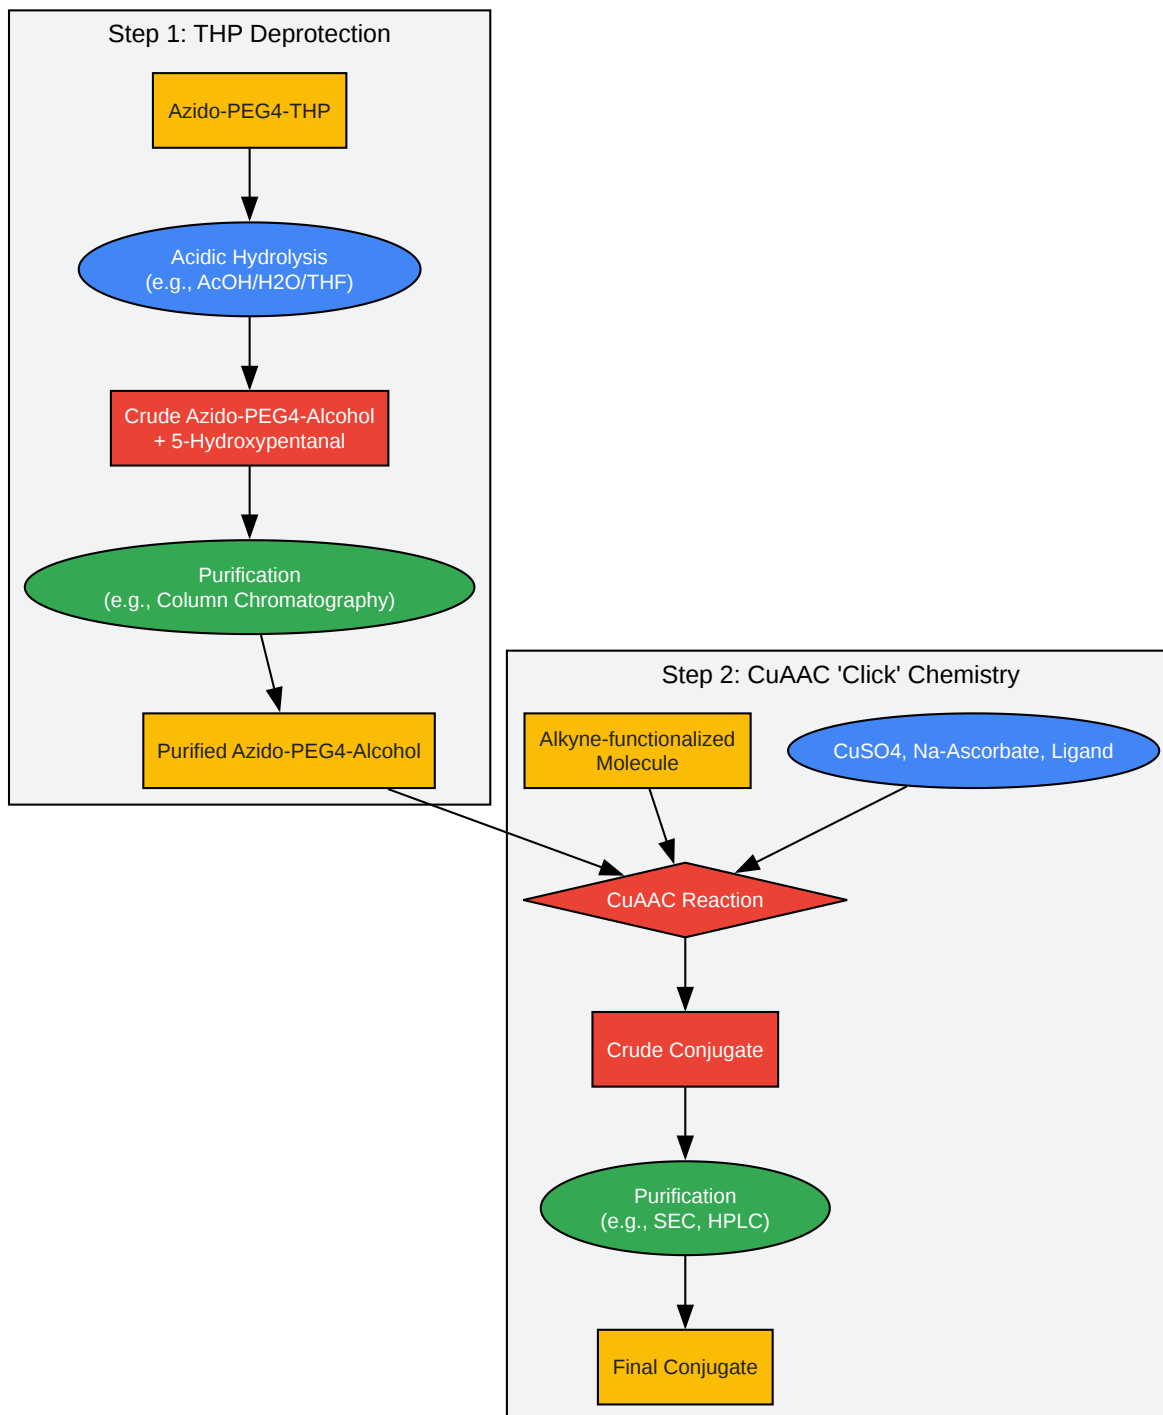 Step 1: THP Deprotection
Azido-PEG4-THP
Acidic Hydrolysis
(e.g., AcOH/H2O/THF)
Crude Azido-PEG4-Alcohol
+ 5-Hydroxypentanal
Purification
(e.g., Column Chromatography)
Purified Azido-PEG4-Alcohol
Step 2: CuAAC 'Click' Chemistry
Alkyne-functionalized
Molecule
CuSO4, Na-Ascorbate, Ligand
CuAAC Reaction
Crude Conjugate
Purification
(e.g., SEC, HPLC)
Final Conjugate